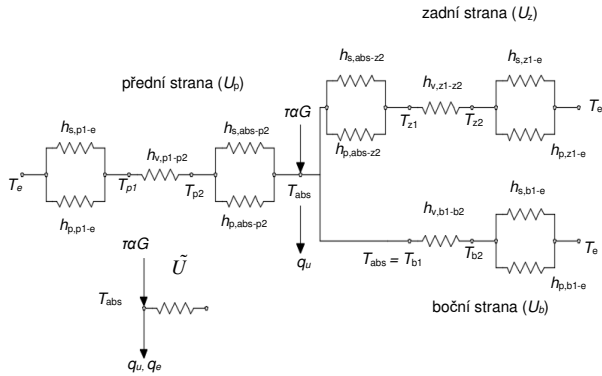 zadní strana (Uz)
hs,abs-z2
hs,z1-e
hv,z1-z2
přední strana (Up)
ταG
Tz1
Tz2
Te
hs,p1-e
hs,abs-p2
hp,abs-z2
hp,z1-e
hv,p1-p2
Te
Tp1
Tp2
Tabs
hs,b1-e
hp,p1-e
hp,abs-p2
hv,b1-b2
qu
Tabs = Tb1
Tb2
Te
ταG
Ũ
hp,b1-e
Tabs
boční strana (Ub)
qu, qe